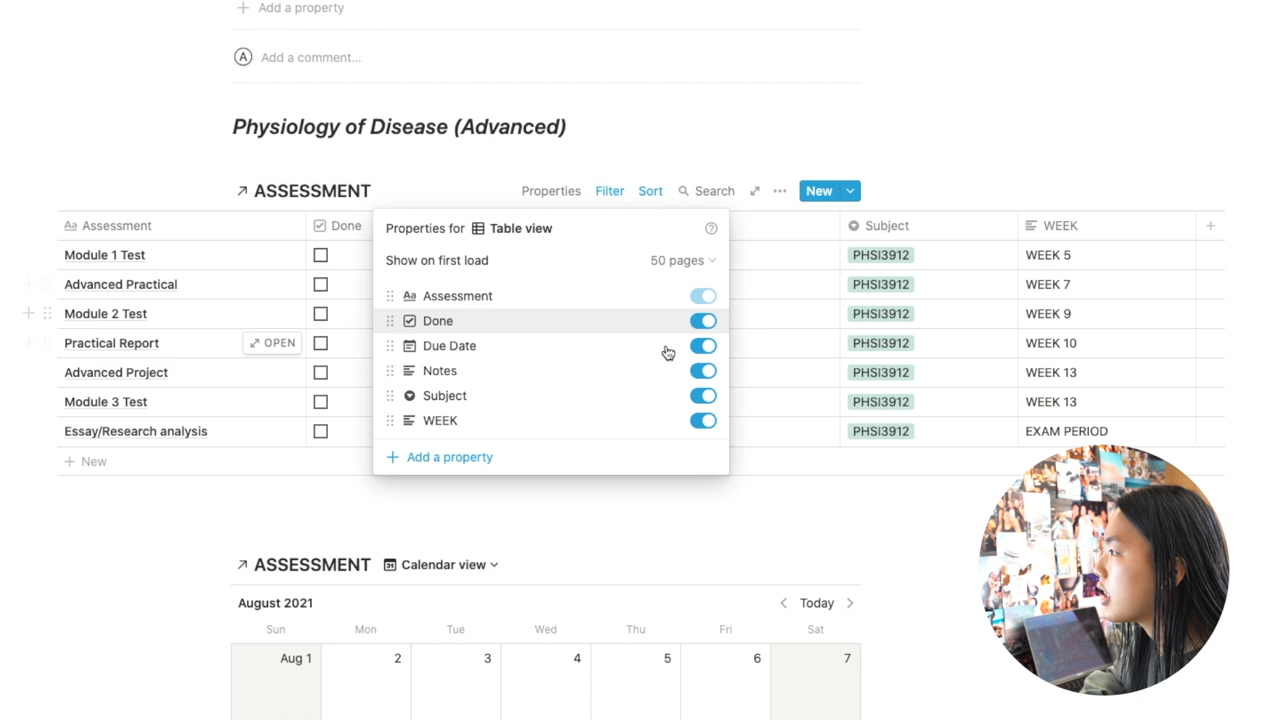 Add a property
A Add a comment...
Physiology of Disease (Advanced)
ASSESSMENT Properties Filter Sort Search New
Aa Assessment Done Subject WEEK
Properties for Table view
Show on first load 50 pages
Aa Assessment
Done
Due Date
Notes
Subject
WEEK
Add a property
Module 1 Test PHSI3912 WEEK 5
Advanced Practical PHSI3912 WEEK 7
Module 2 Test PHSI3912 WEEK 9
Practical Report OPEN PHSI3912 WEEK 10
Advanced Project PHSI3912 WEEK 13
Module 3 Test PHSI3912 WEEK 13
Essay/Research analysis PHSI3912 EXAM PERIOD
New
ASSESSMENT 31 Calendar view
August 2021 Today
Sun Mon Tue Wed Thu Fri Sat
Aug 1 2 3 4 5 6 7